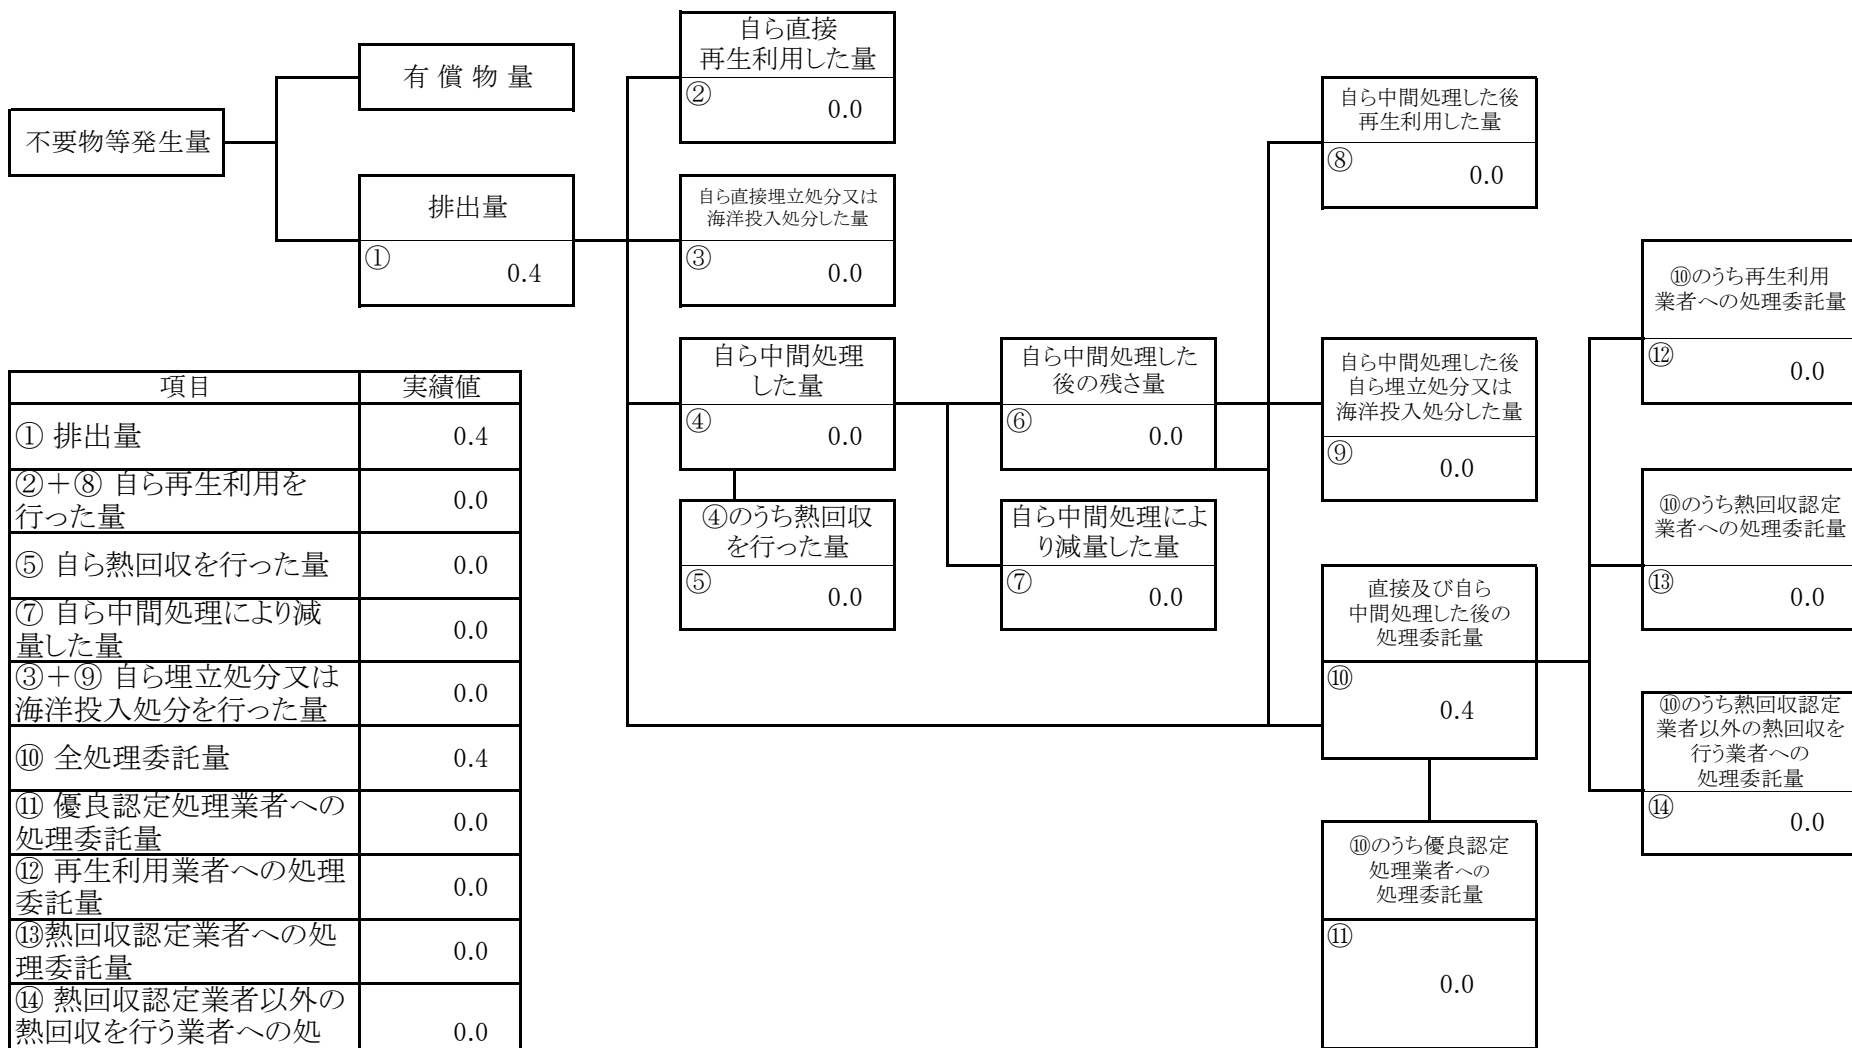 不要物等発生量
有 償 物 量
排出量
①
0.4
自ら直接
再生利用した量
②
0.0
自ら直接埋立処分又は
海洋投入処分した量
③
0.0
自ら中間処理
した量
④
0.0
④のうち熱回収
を行った量
⑤
0.0
自ら中間処理した
後の残さ量
⑥
0.0
自ら中間処理によ
り減量した量
⑦
0.0
自ら中間処理した後
再生利用した量
⑧
0.0
自ら中間処理した後
自ら埋立処分又は
海洋投入処分した量
⑨
0.0
直接及び自ら
中間処理した後の
処理委託量
⑩
0.4
⑩のうち優良認定
処理業者への
処理委託量
⑪
0.0
⑩のうち再生利用
業者への処理委託量
⑫
0.0
⑩のうち熱回収認定
業者への処理委託量
⑬
0.0
⑩のうち熱回収認定
業者以外の熱回収を
行う業者への
処理委託量
⑭
0.0
項目 実績値
① 排出量 0.4
②＋⑧ 自ら再生利用を
行った量 0.0
⑤ 自ら熱回収を行った量 0.0
⑦ 自ら中間処理により減
量した量 0.0
③＋⑨ 自ら埋立処分又は
海洋投入処分を行った量 0.0
⑩ 全処理委託量 0.4
⑪ 優良認定処理業者への
処理委託量 0.0
⑫ 再生利用業者への処理
委託量 0.0
⑬熱回収認定業者への処
理委託量 0.0
⑭ 熱回収認定業者以外の
熱回収を行う業者への処 0.0